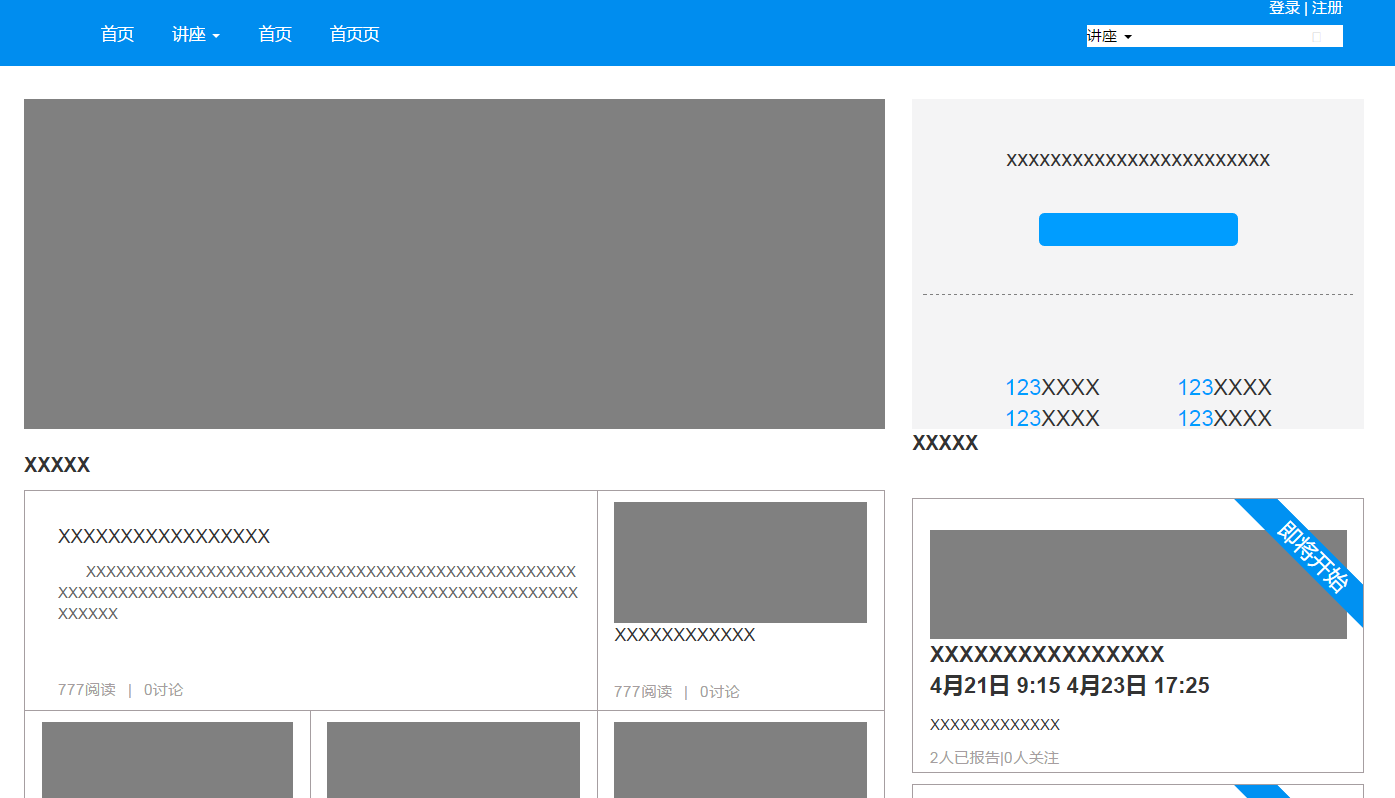 登录 | 注册
首页 讲座 首页 首页页
讲座
XXXXXXXXXXXXXXXXXXXXXXXX
123XXXX 123XXXX
123XXXX 123XXXX
XXXXX
XXXXX
XXXXXXXXXXXXXXXXX
XXXXXXXXXXXXXXXXXXXXXXXXXXXXXXXXXXXXXXXXXXXXXXXXX
XXXXXXXXXXXXXXXXXXXXXXXXXXXXXXXXXXXXXXXXXXXXXXXXXXXX
XXXXXX
777阅读 | 0讨论
XXXXXXXXXXXX
777阅读 | 0讨论
即将开始
XXXXXXXXXXXXXXXX
4月21日 9:15 4月23日 17:25
XXXXXXXXXXXXX
2人已报告|0人关注